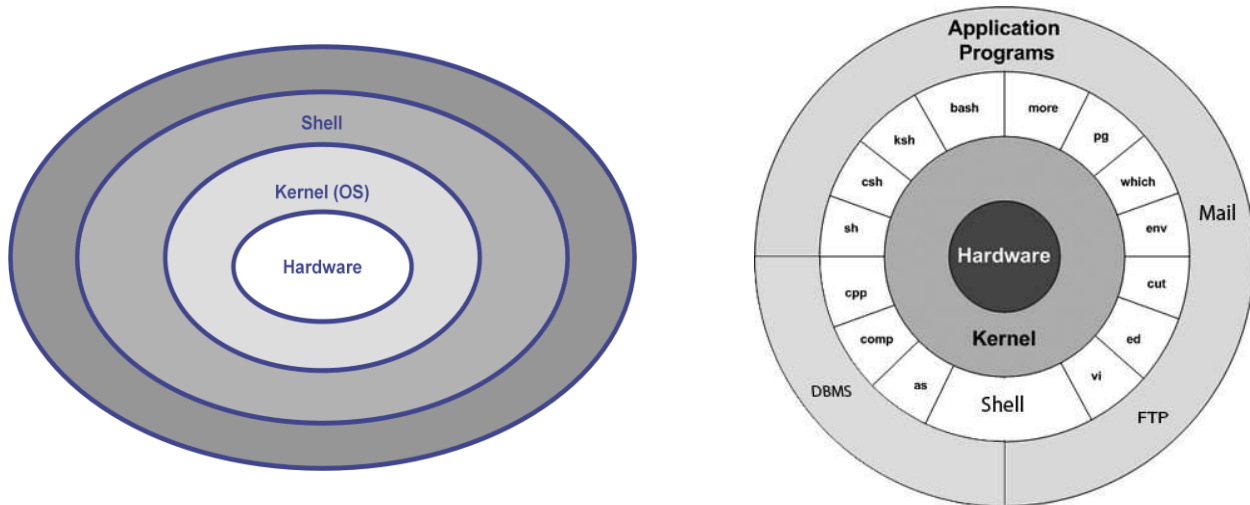 Shell
Kernel (OS)
Hardware
Application
Programs
bash
more
ksh
pg
csh
which
sh
env
Mail
Hardware
cpp
cut
comp
Kernel
ed
as
Shell
vi
DBMS
FTP